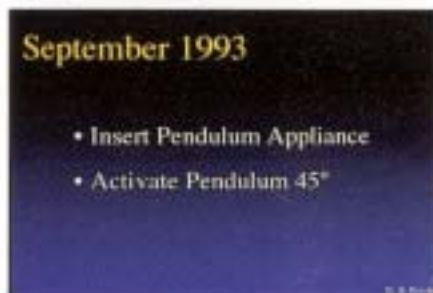 September 1993
• Insert Pendulum Appliance
• Activate Pendulum 45°